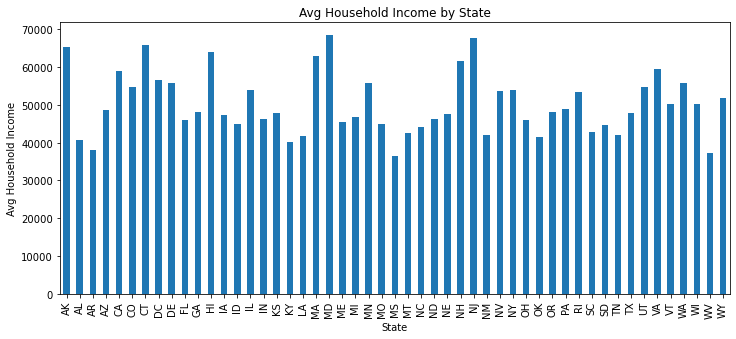 Avg Household Income by State
70000
60000
50000
40000
30000
20000
10000
0
Avg Household Income
AK AL AR AZ CA CO CT DC DE FL GA HI IA ID IL IN KS KY LA MA MD ME MI MN MO MS MT NC ND NE NH NJ NM NV NY OH OK OR PA RI SC SD TN TX UT VA VT WA WI WV WY
State